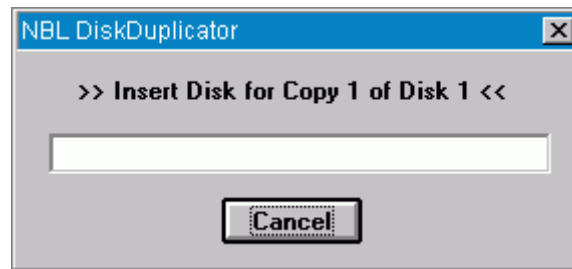 NBL DiskDuplicator
>> Insert Disk for Copy 1 of Disk 1 <<
Cancel